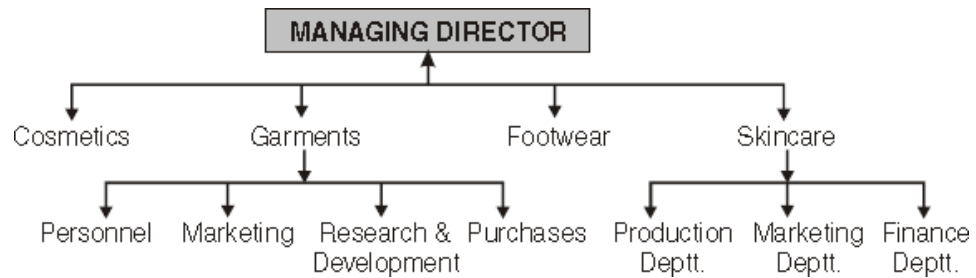 MANAGING DIRECTOR
Cosmetics Garments Footwear Skincare
Personnel Marketing Research & Purchases Production Marketing Finance
Development Deptt. Deptt. Deptt.